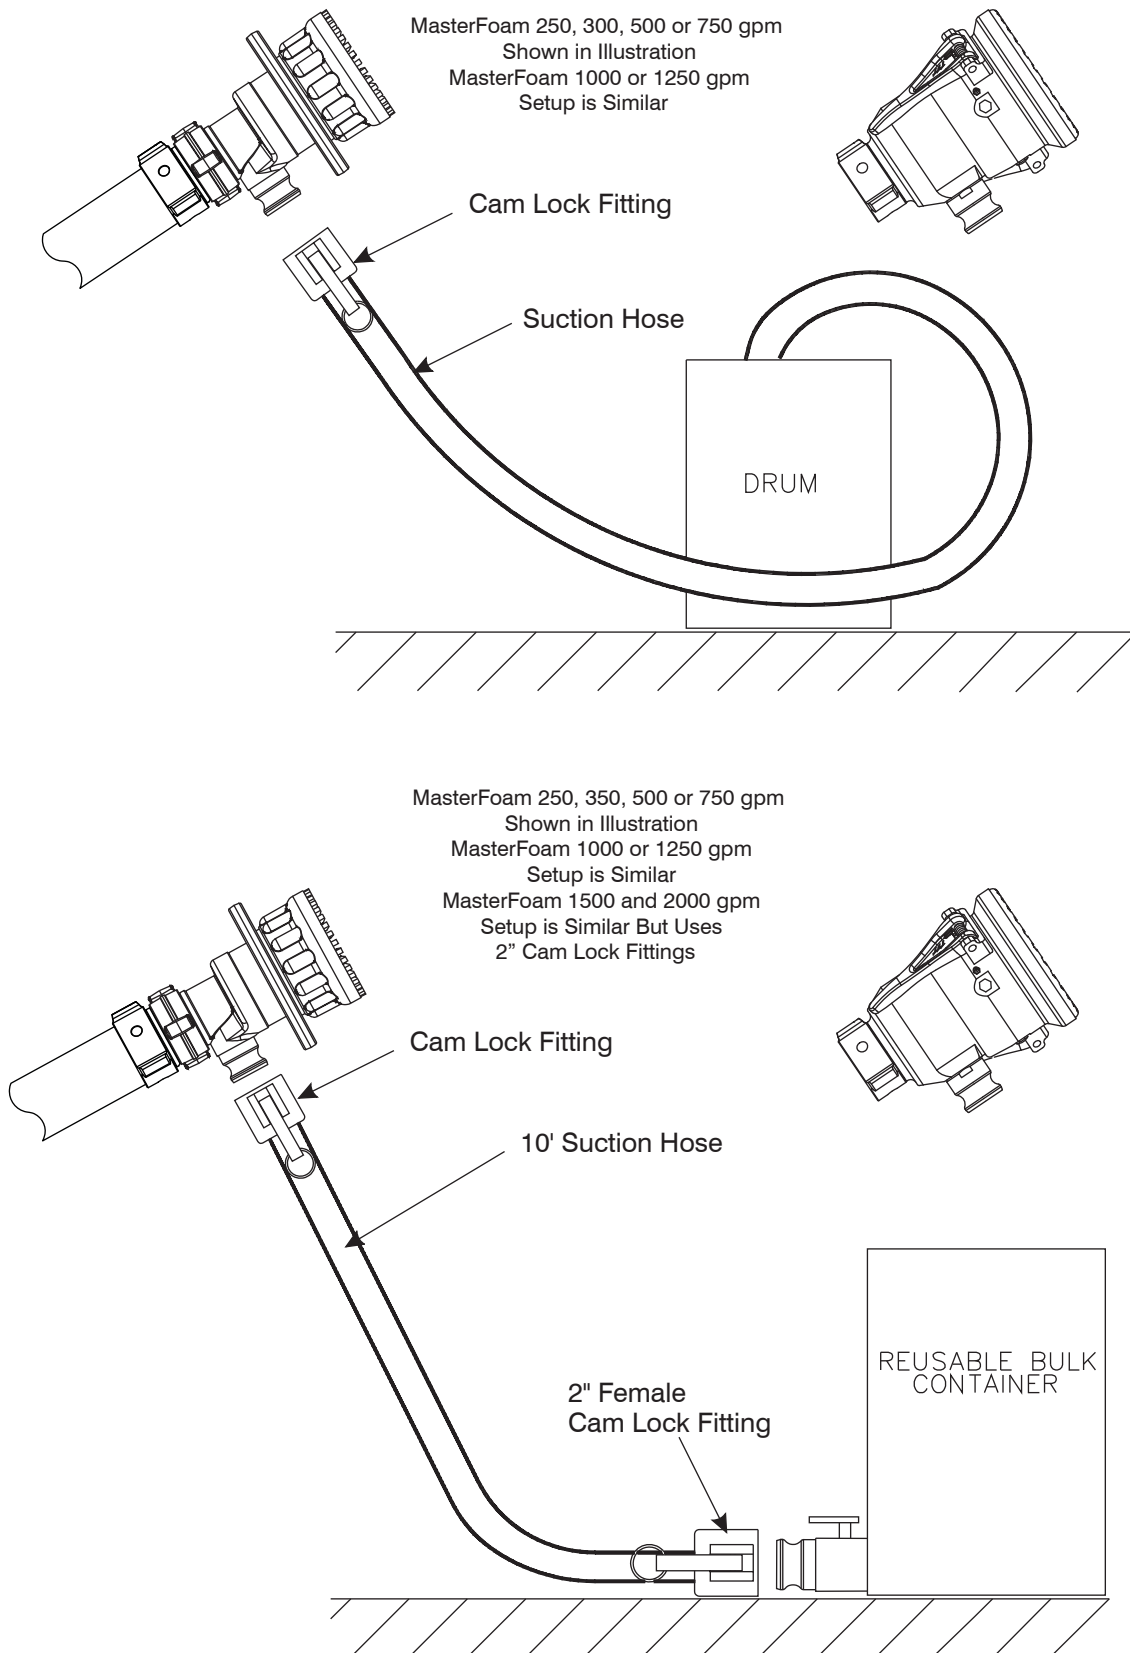 MasterFoam 250, 300, 500 or 750 gpm
Shown in Illustration
MasterFoam 1000 or 1250 gpm
Setup is Similar
Cam Lock Fitting
Suction Hose
DRUM
MasterFoam 250, 350, 500 or 750 gpm
Shown in Illustration
MasterFoam 1000 or 1250 gpm
Setup is Similar
MasterFoam 1500 and 2000 gpm
Setup is Similar But Uses
2” Cam Lock Fittings
Cam Lock Fitting
10' Suction Hose
REUSABLE BULK
CONTAINER
2" Female
Cam Lock Fitting